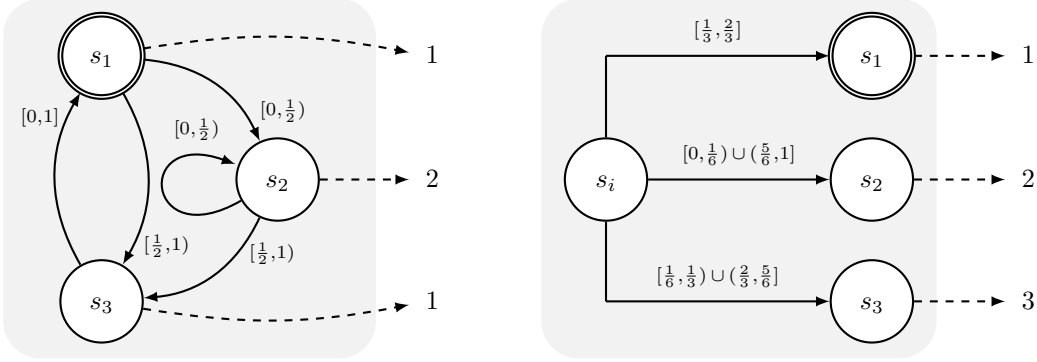 s₁
1
[0,1]
[0,½)
[0,½)
s₂
2
[½,1)
[½,1)
s₃
1
[⅓,⅔]
s₁
1
sᵢ
[0,⅙)∪(⅚,1]
s₂
2
[⅙,⅓)∪(⅔,⅚]
s₃
3